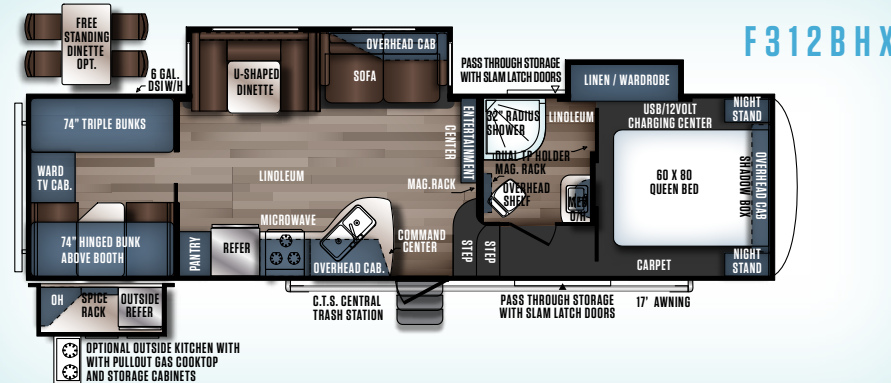 F312BHX
FREE
STANDING
DINETTE
OPT.
6 GAL.
DSI W/H
U-SHAPED
DINETTE
OVERHEAD CAB
SOFA
PASS THROUGH STORAGE
WITH SLAM LATCH DOORS
LINEN / WARDROBE
74" TRIPLE BUNKS
WARD
TV CAB.
74" HINGED BUNK
ABOVE BOOTH
LINOLEUM
MICROWAVE
PANTRY
REFER
OVERHEAD CAB.
COMMAND
CENTER
ENTERTAINMENT
CENTER
MAG.RACK
32" RADIUS
SHOWER
LINOLEUM
DUAL TP HOLDER
MAG. RACK
OVERHEAD
SHELF
MED
O/H
STEP
STEP
USB/12VOLT
CHARGING CENTER
NIGHT
STAND
60 X 80
QUEEN BED
OVERHEAD CAB
SHADOW BOX
NIGHT
STAND
CARPET
OH
SPICE
RACK
OUTSIDE
REFER
C.T.S. CENTRAL
TRASH STATION
PASS THROUGH STORAGE
WITH SLAM LATCH DOORS
17' AWNING
OPTIONAL OUTSIDE KITCHEN WITH
WITH PULLOUT GAS COOKTOP
AND STORAGE CABINETS